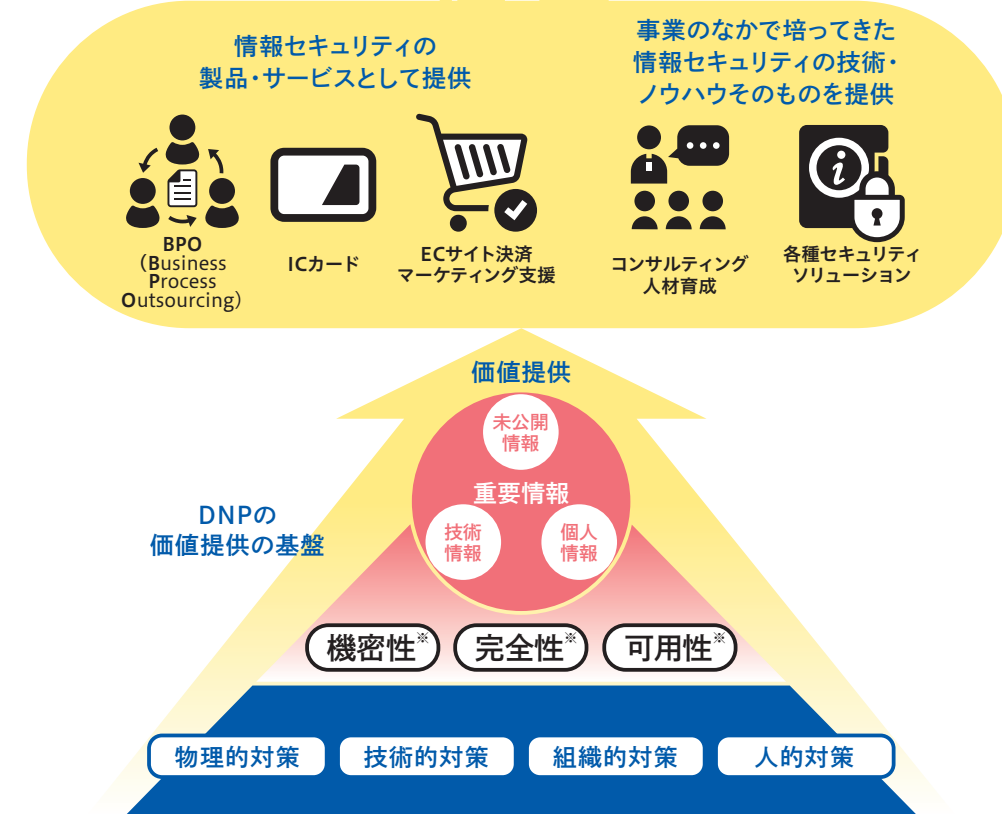 情報セキュリティの
製品・サービスとして提供
事業のなかで培ってきた
情報セキュリティの技術・
ノウハウそのものを提供
BPO
（Business
Process
Outsourcing）
ICカード
ECサイト決済
マーケティング支援
コンサルティング
人材育成
i
各種セキュリティ
ソリューション
価値提供
未公開
情報
重要情報
技術
情報
個人
情報
DNPの
価値提供の基盤
機密性※
完全性※
可用性※
物理的対策
技術的対策
組織的対策
人的対策